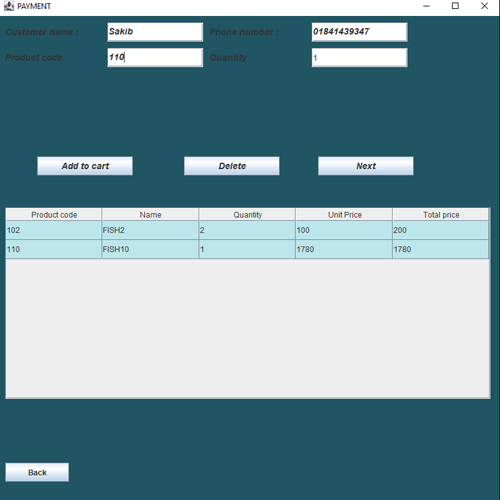 PAYMENT
Customer name : Sakib Phone number : 01841439347
Product code 110 Quantity 1
Add to cart Delete Next
Product code Name Quantity Unit Price Total price
102 FISH2 2 100 200
110 FISH10 1 1780 1780
Back